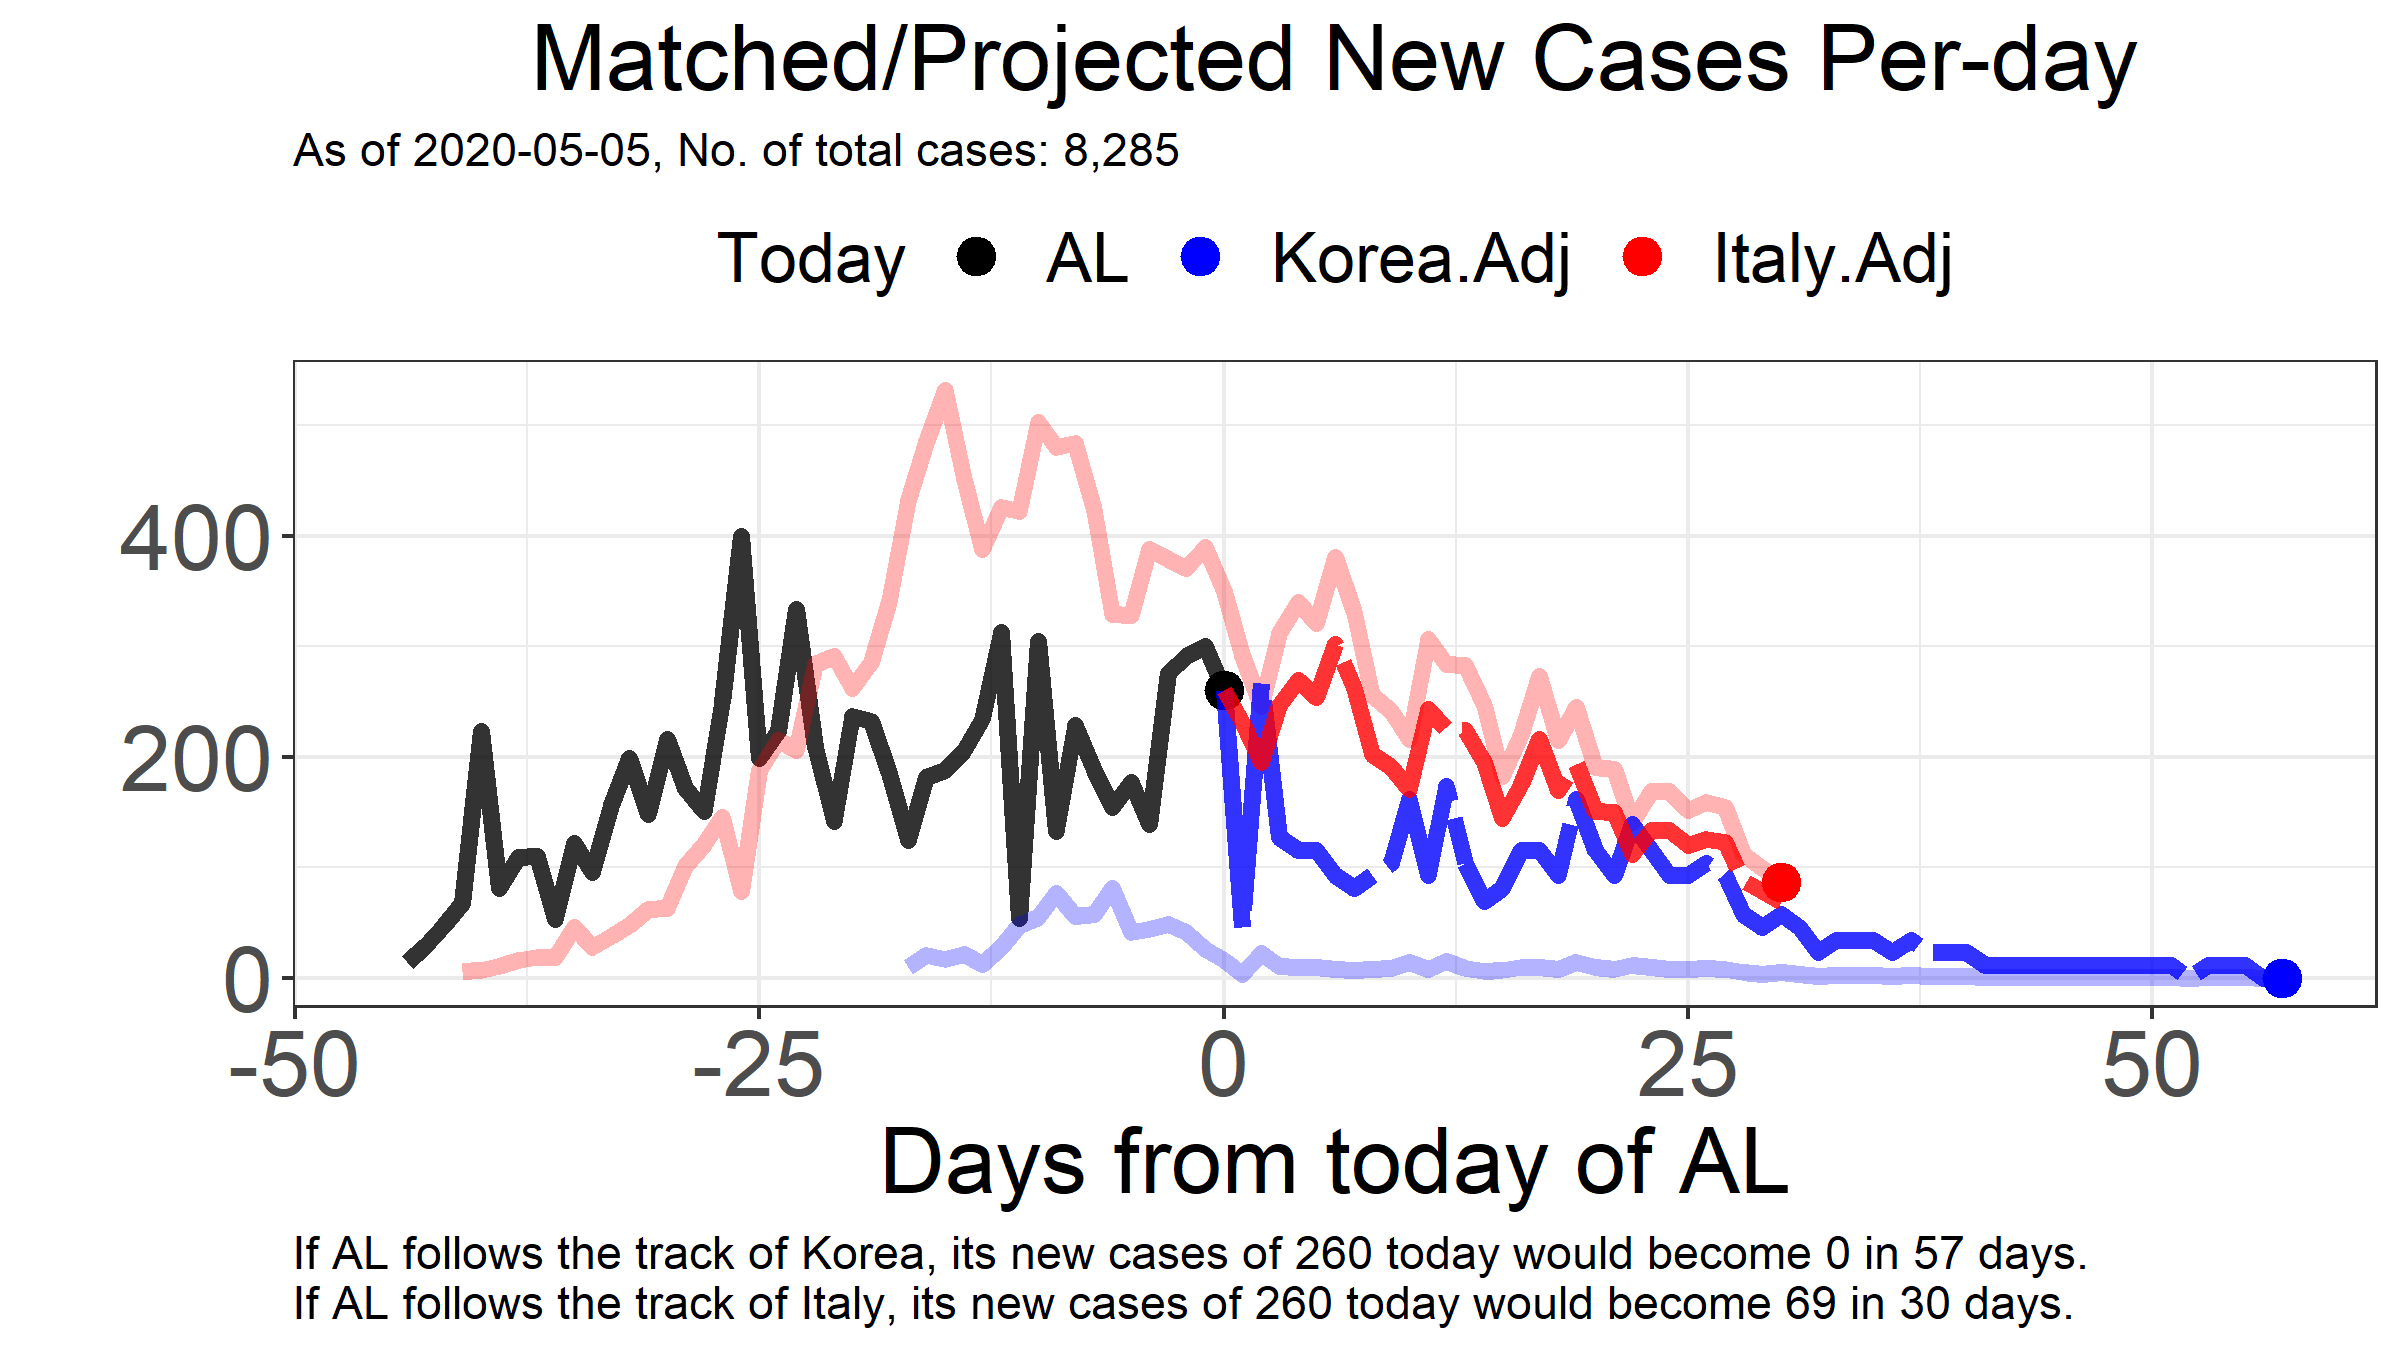 Matched/Projected New Cases Per-day
As of 2020-05-05, No. of total cases: 8,285
Today AL Korea.Adj Italy.Adj
400
200
0
-50 -25 0 25 50
Days from today of AL
If AL follows the track of Korea, its new cases of 260 today would become 0 in 57 days.
If AL follows the track of Italy, its new cases of 260 today would become 69 in 30 days.